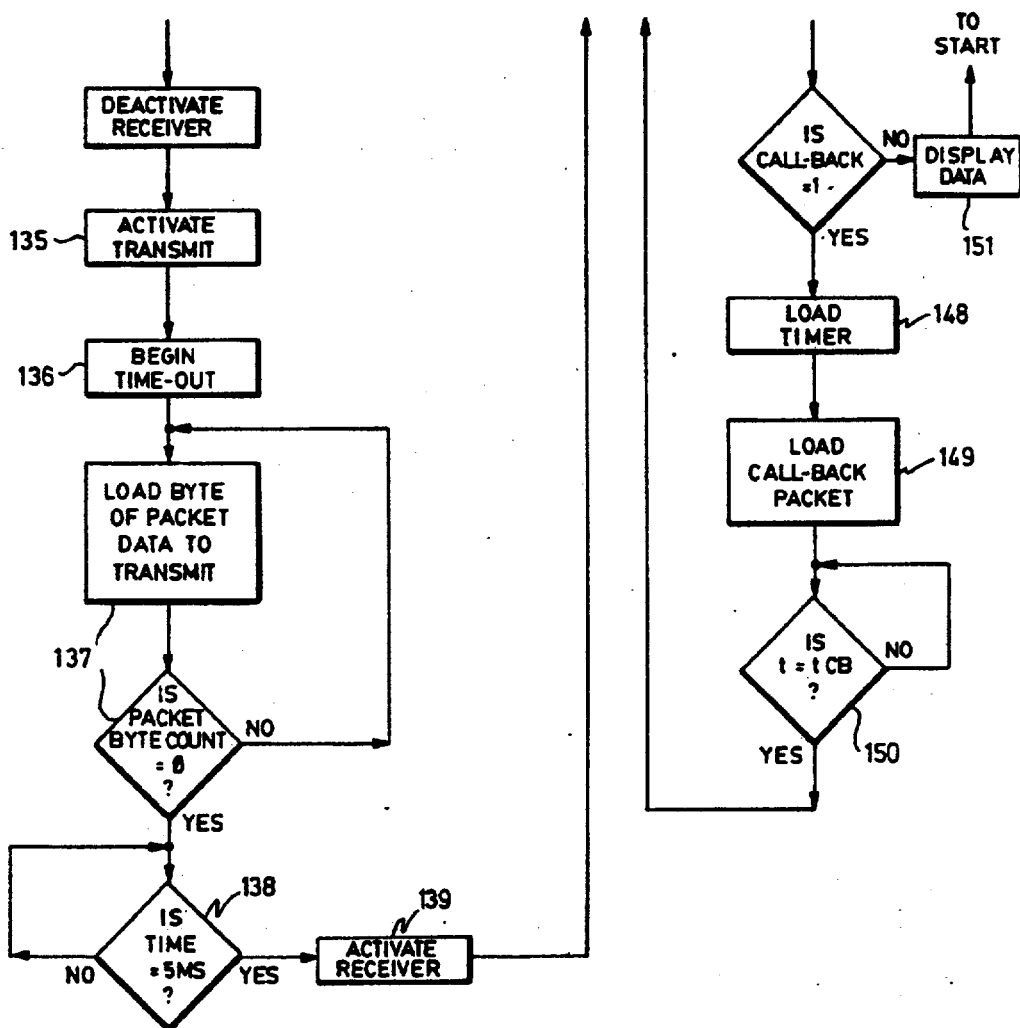 DEACTIVATE
RECEIVER
135
ACTIVATE
TRANSMIT
136
BEGIN
TIME-OUT
LOAD BYTE
OF PACKET
DATA TO
TRANSMIT
137
IS
PACKET
BYTE COUNT
= 0
?
NO
YES
138
IS
TIME
= 5MS
?
NO
YES
139
ACTIVATE
RECEIVER
TO
START
IS
CALL-BACK
=1
NO
DISPLAY
DATA
151
YES
LOAD
TIMER
148
LOAD
CALL-BACK
PACKET
149
IS
t = t CB
?
NO
YES
150